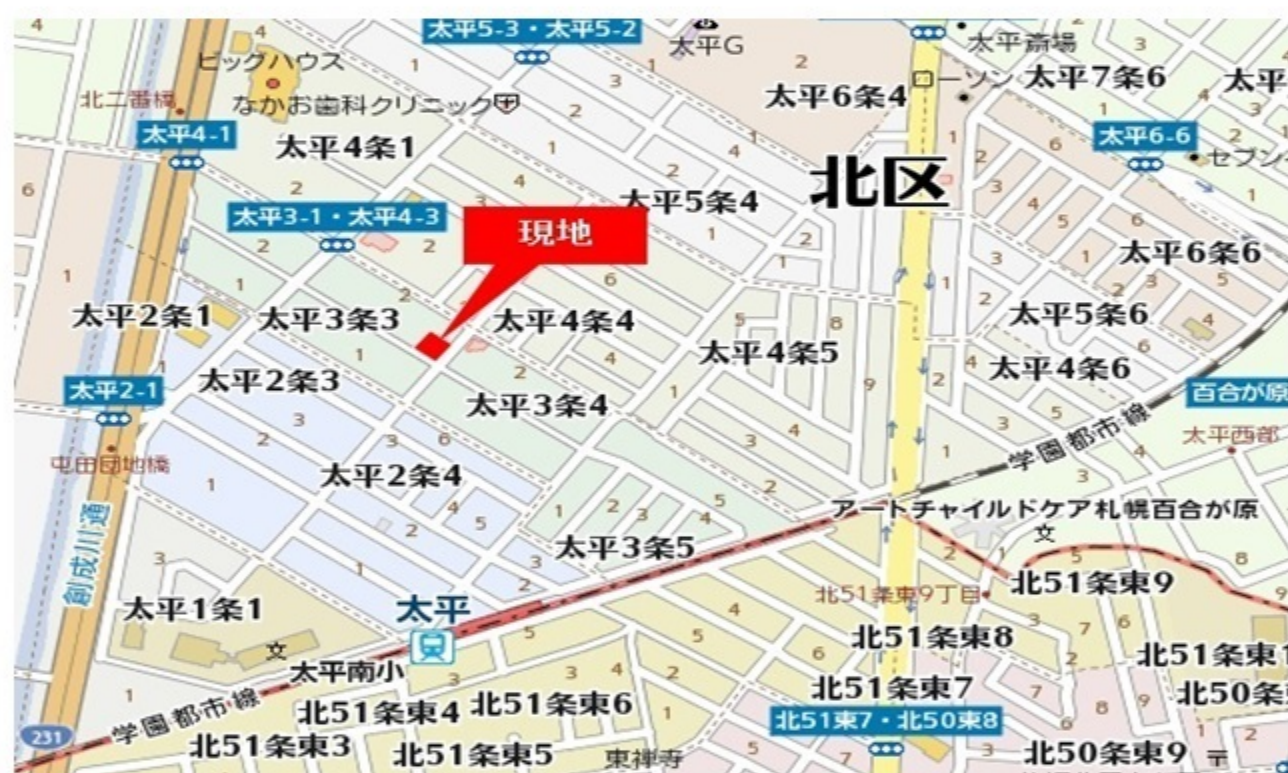 太平5-3・太平5-2
太平G
太平斎場
ビッグハウス
ローソン
太平7条6
太平
北二番橋
なかお歯科クリニック
太平6条4
太平4-1
太平4条1
太平6-6
セブン
北区
太平5条4
太平3-1・太平4-3
現地
太平6条6
太平2条1
太平3条3
太平4条4
太平5条6
太平4条5
太平4条6
太平2条3
太平2-1
太平3条4
百合が原
太平西部
屯田団地橋
太平2条4
学園都市線
アートチャイルドケア札幌百合が原
創成川通
太平3条5
北51条東9
北51条東9丁目
太平1条1
太平
北51条東8
太平南小
北51条東1
北51条東7
北50条
北51条東6
北51条東4
学園都市線
北51東7・北50東8
231
北51条東3
北51条東5
東禅寺
北50条東9